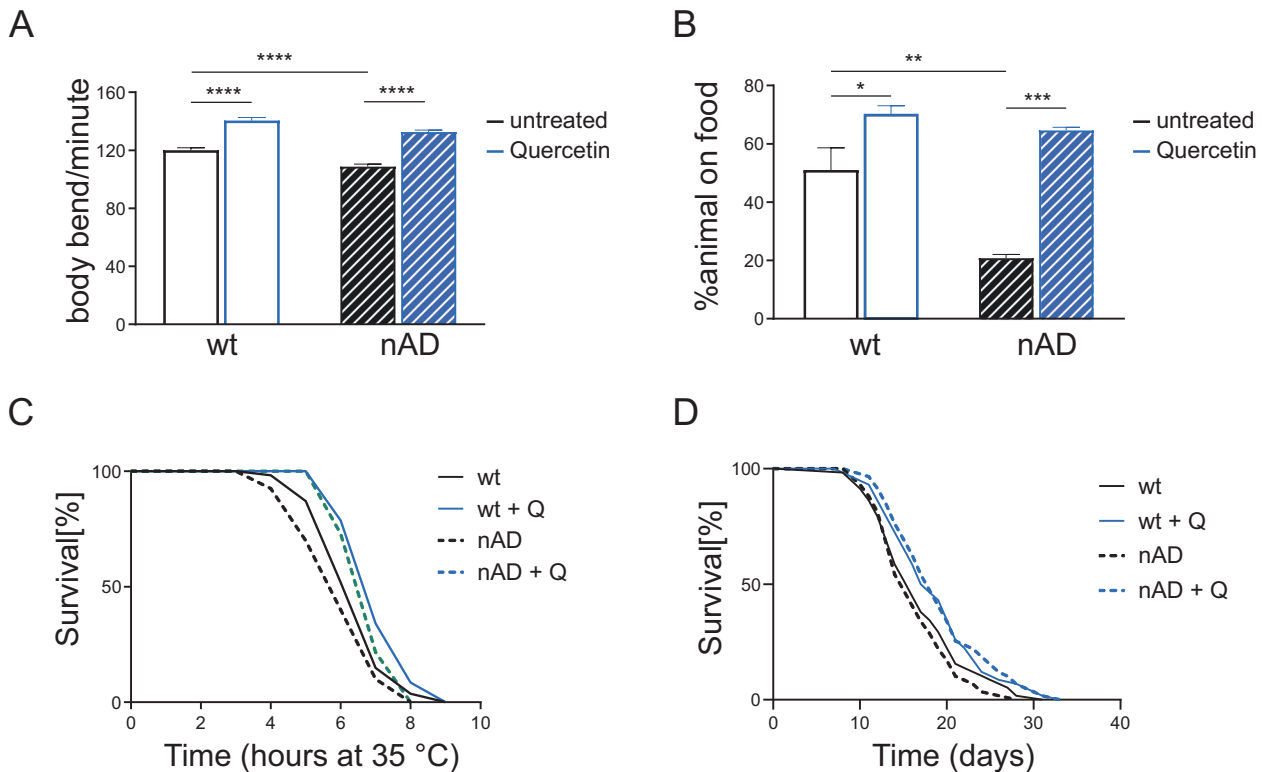 A
****
****
****
160
120
80
40
0
body bend/minute
wt
nAD
untreated
Quercetin
B
**
*
***
80
60
40
20
0
%animal on food
wt
nAD
untreated
Quercetin
C
100
50
0
Survival[%]
0 2 4 6 8 10
Time (hours at 35 °C)
wt
wt + Q
nAD
nAD + Q
D
100
50
0
Survival[%]
0 10 20 30 40
Time (days)
wt
wt + Q
nAD
nAD + Q